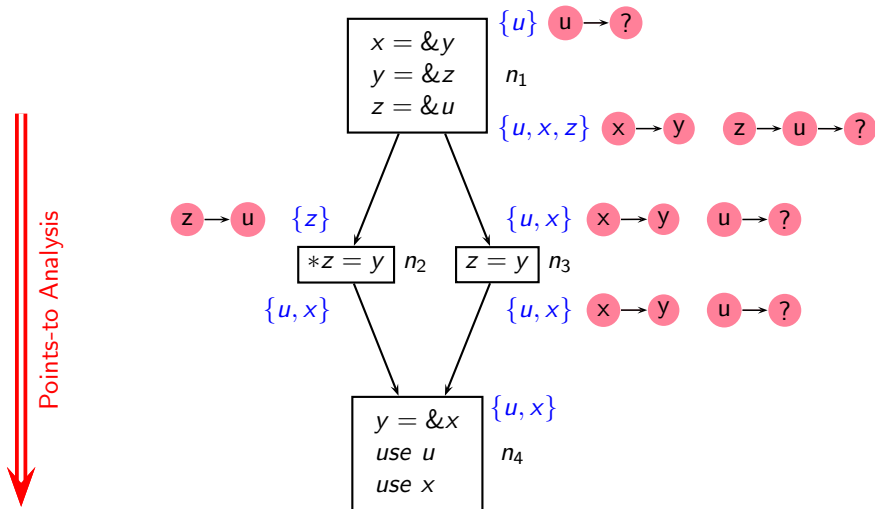 {u} u ?
x = &y
y = &z n₁
z = &u
{u, x, z} x y z u ?
z u {z} {u, x} x y u ?
*z = y n₂ z = y n₃
{u, x} {u, x} x y u ?
Points-to Analysis
{u, x}
y = &x
use u n₄
use x